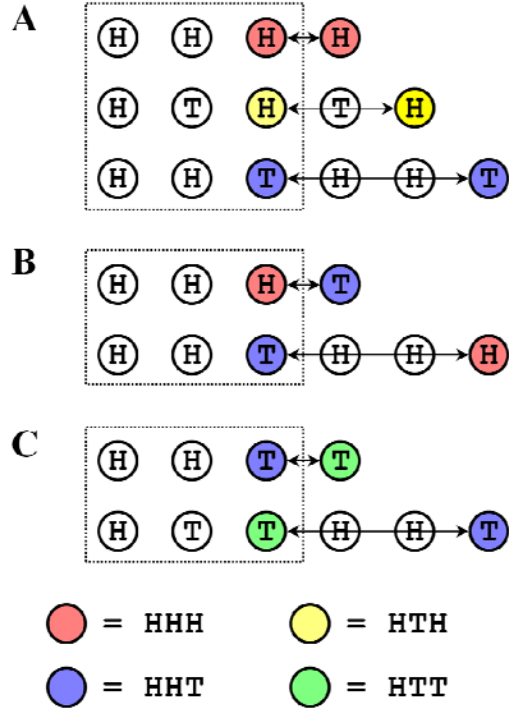 A
H H H H
H T H T H
H H T H H T
B
H H H T
H H T H H H
C
H H T T
H T T H H T
= HHH = HTH
= HHT = HTT